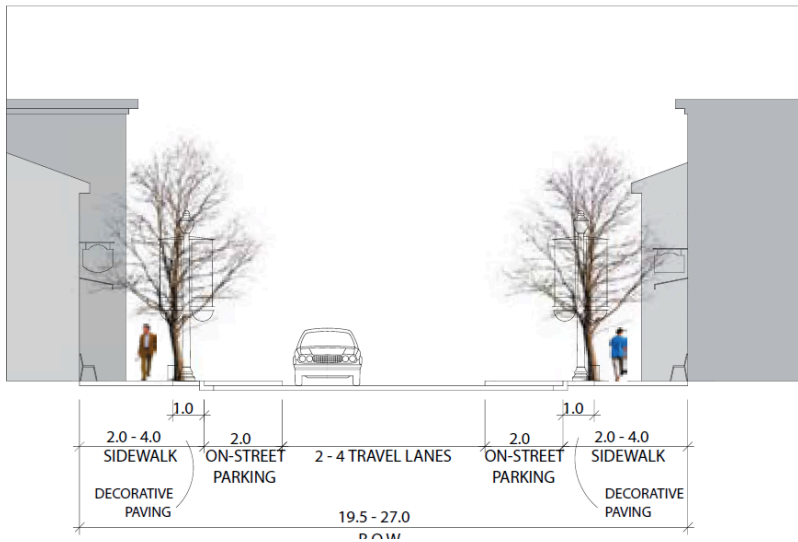 1.0
1.0
2.0 - 4.0
2.0
2.0
2.0 - 4.0
SIDEWALK
ON-STREET
PARKING
2 - 4 TRAVEL LANES
ON-STREET
PARKING
SIDEWALK
DECORATIVE
PAVING
DECORATIVE
PAVING
19.5 - 27.0
R.O.W.